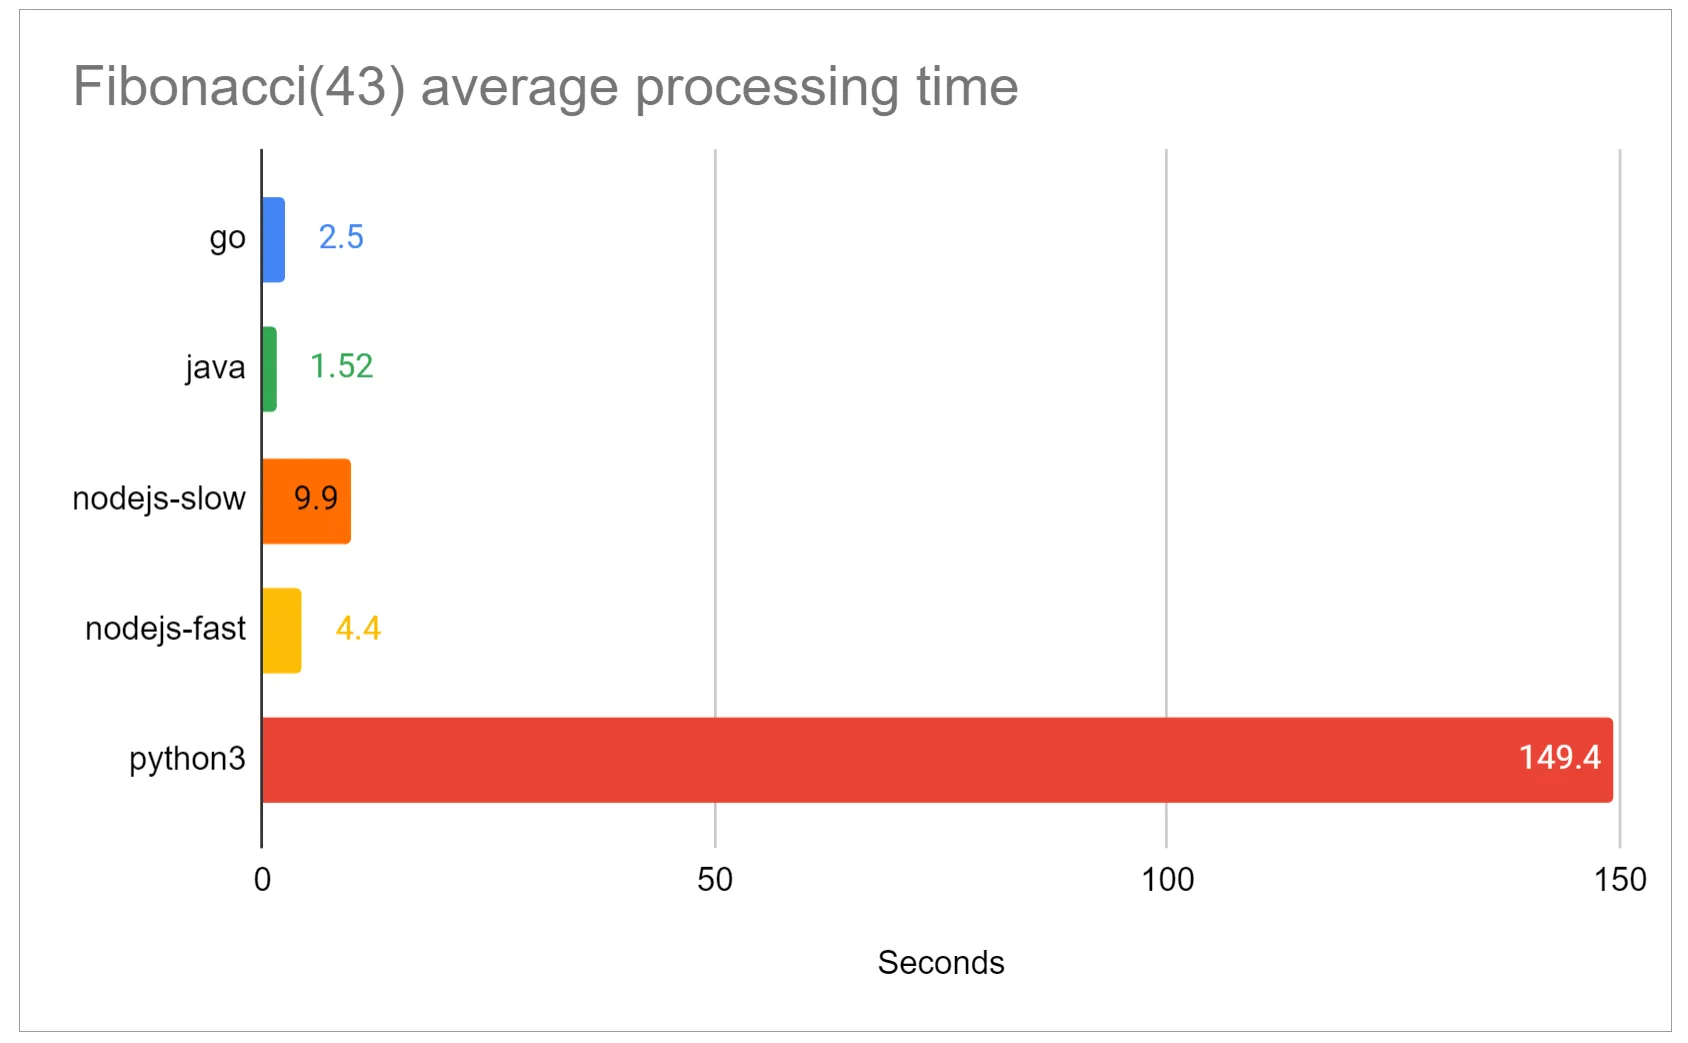 Fibonacci(43) average processing time
go 2.5
java 1.52
nodejs-slow 9.9
nodejs-fast 4.4
python3 149.4
0 50 100 150
Seconds